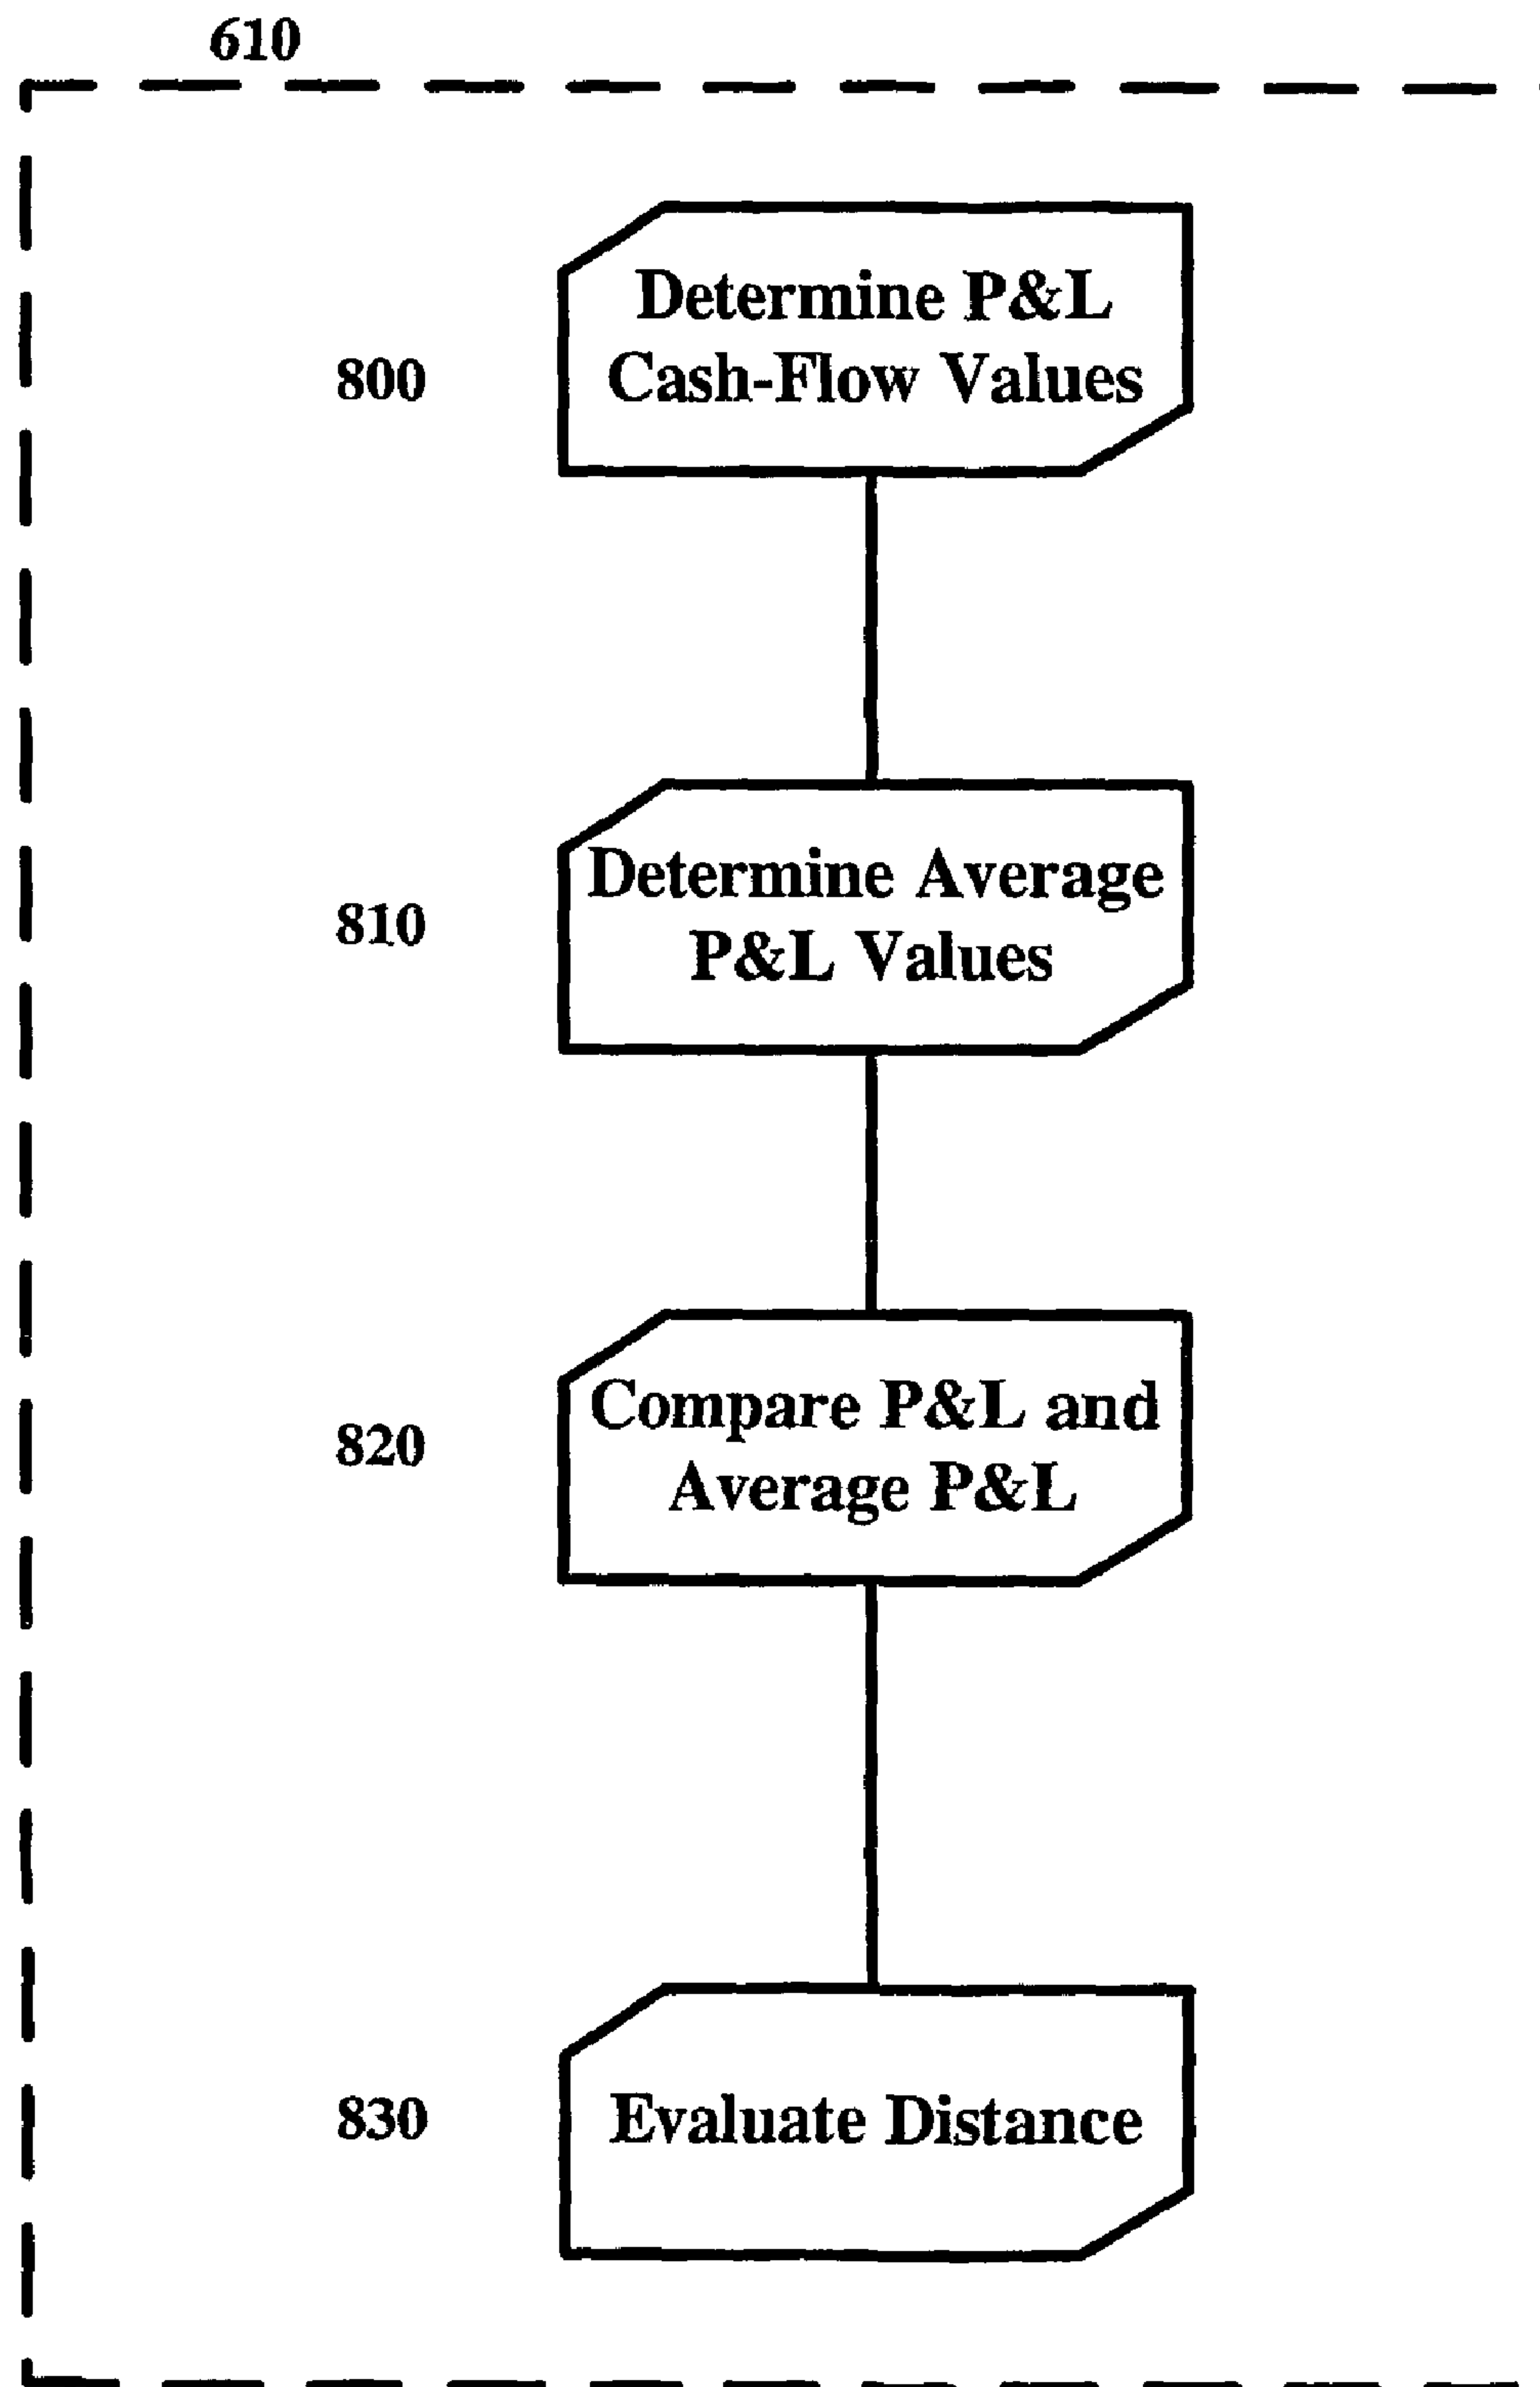 610
800
Determine P&L
Cash-Flow Values
810
Determine Average
P&L Values
820
Compare P&L and
Average P&L
830
Evaluate Distance